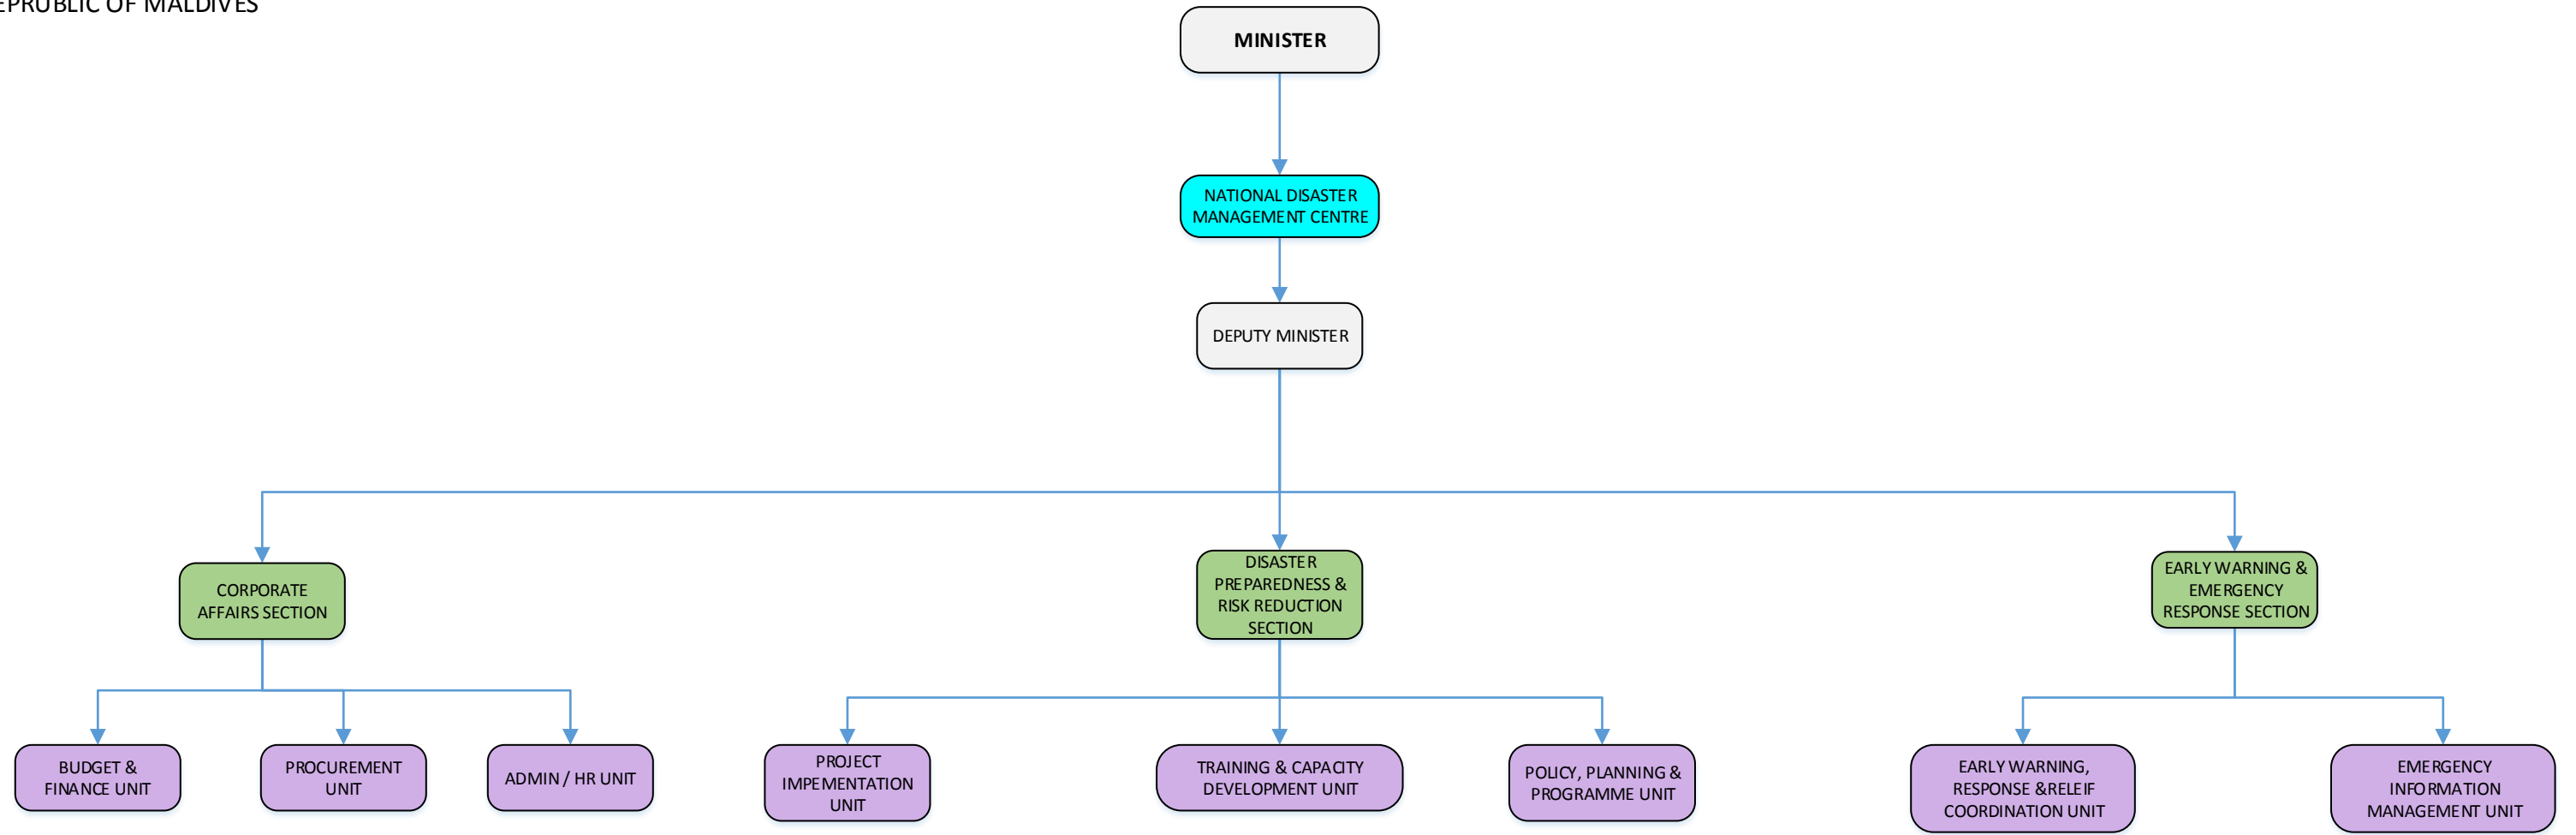 EPRUBLIC OF MALDIVES
MINISTER
NATIONAL DISASTER
MANAGEMENT CENTRE
DEPUTY MINISTER
CORPORATE
AFFAIRS SECTION
DISASTER
PREPAREDNESS &
RISK REDUCTION
SECTION
EARLY WARNING &
EMERGENCY
RESPONSE SECTION
BUDGET &
FINANCE UNIT
PROCUREMENT
UNIT
ADMIN / HR UNIT
PROJECT
IMPEMENTATION
UNIT
TRAINING & CAPACITY
DEVELOPMENT UNIT
POLICY, PLANNING &
PROGRAMME UNIT
EARLY WARNING,
RESPONSE &RELEIF
COORDINATION UNIT
EMERGENCY
INFORMATION
MANAGEMENT UNIT